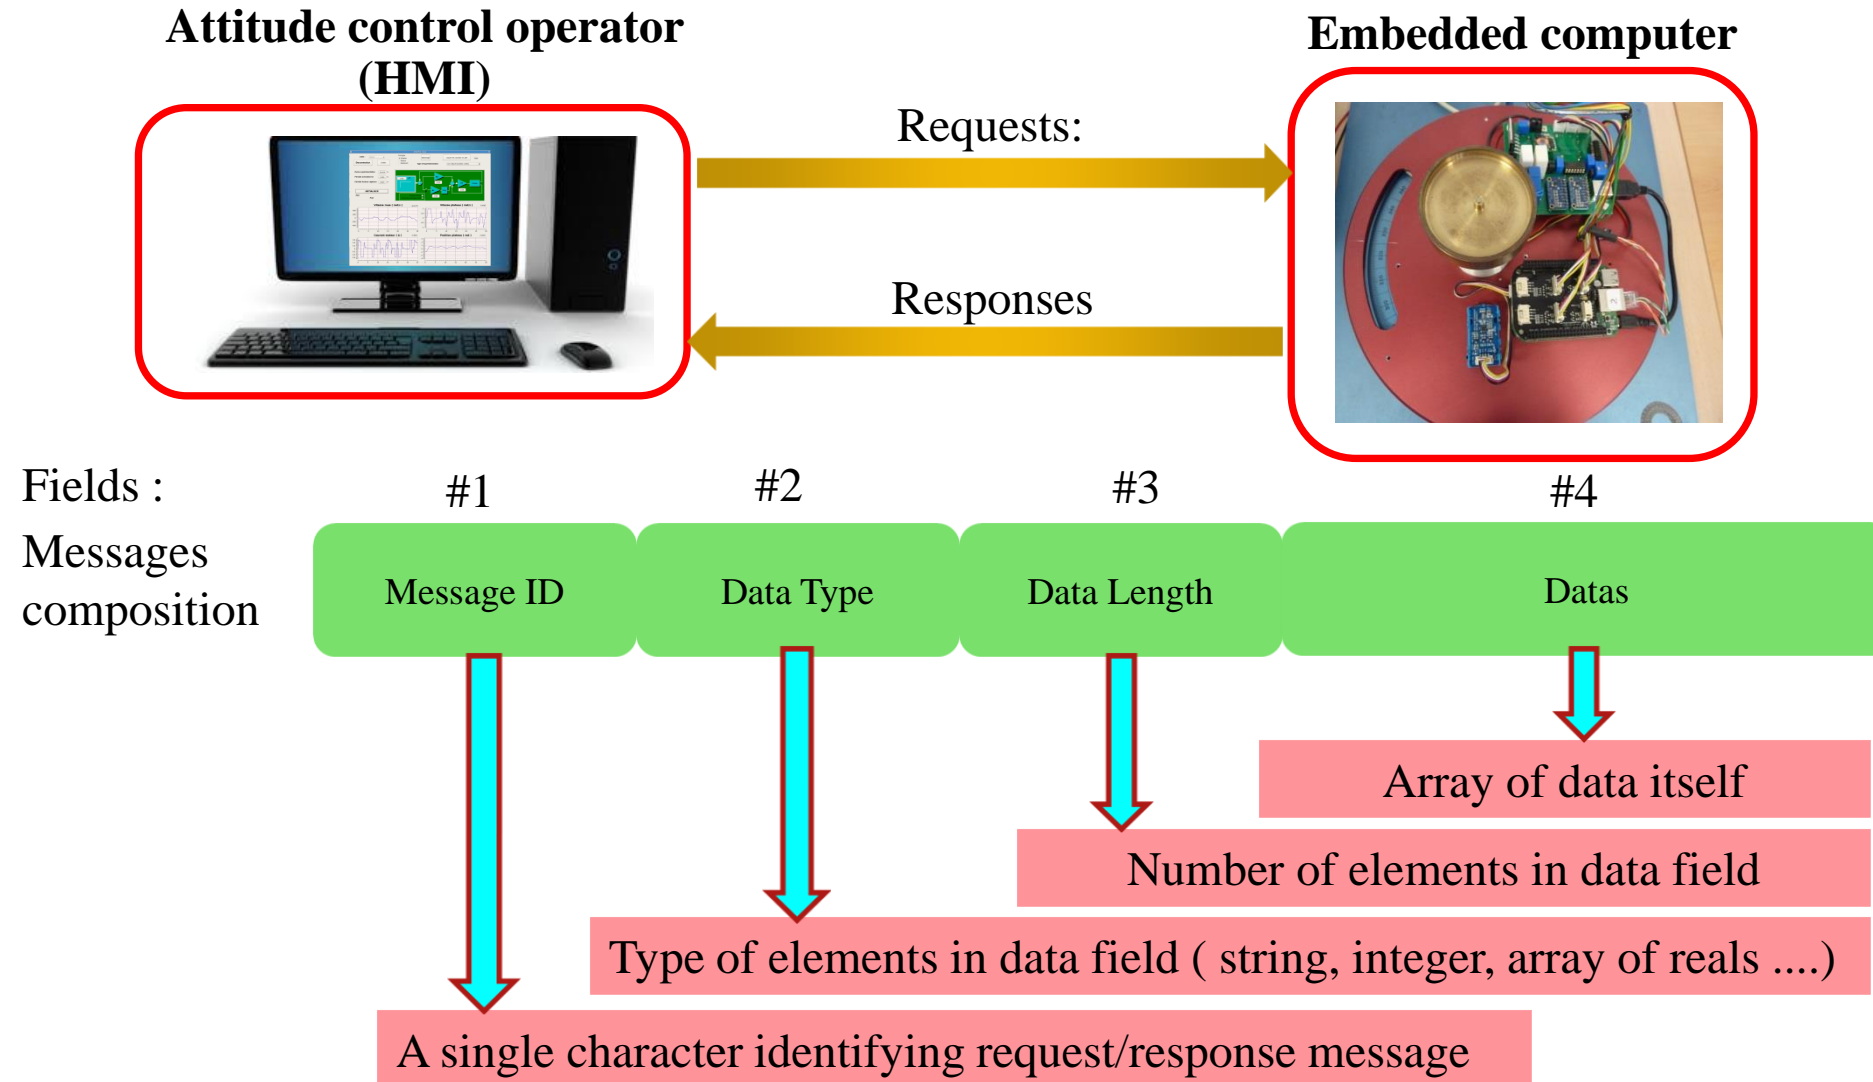 Attitude control operator
(HMI)
Embedded computer
Requests:
Responses
Fields :
#1
#2
#3
#4
Messages
composition
Message ID
Data Type
Data Length
Datas
Array of data itself
Number of elements in data field
Type of elements in data field ( string, integer, array of reals ....)
A single character identifying request/response message